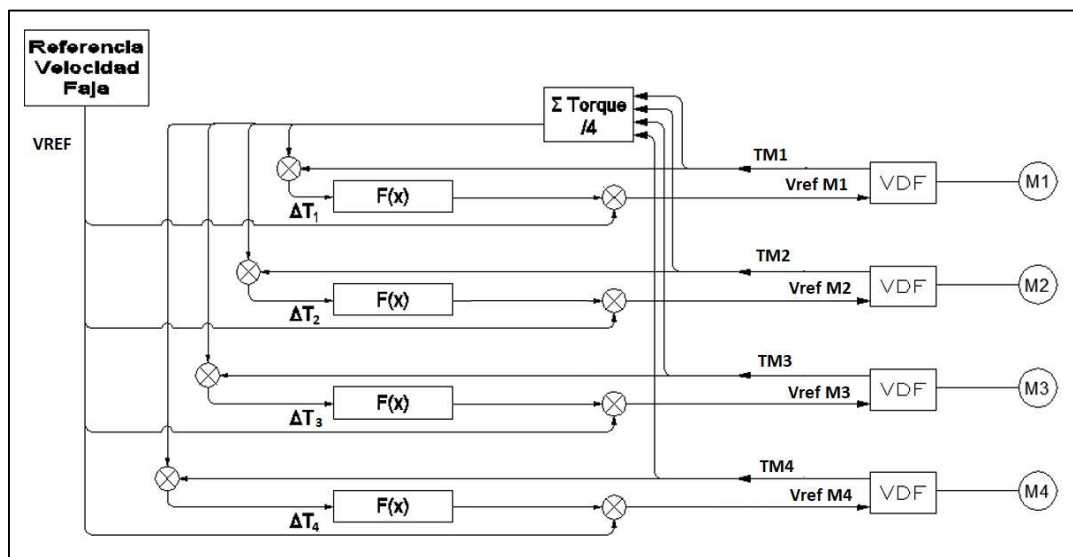 Referencia
Velocidad
Faja
VREF
Σ Torque
/4
TM1
Vref M1
VDF
M1
ΔT₁
F(x)
TM2
Vref M2
VDF
M2
ΔT₂
F(x)
TM3
Vref M3
VDF
M3
ΔT₃
F(x)
TM4
Vref M4
VDF
M4
ΔT₄
F(x)